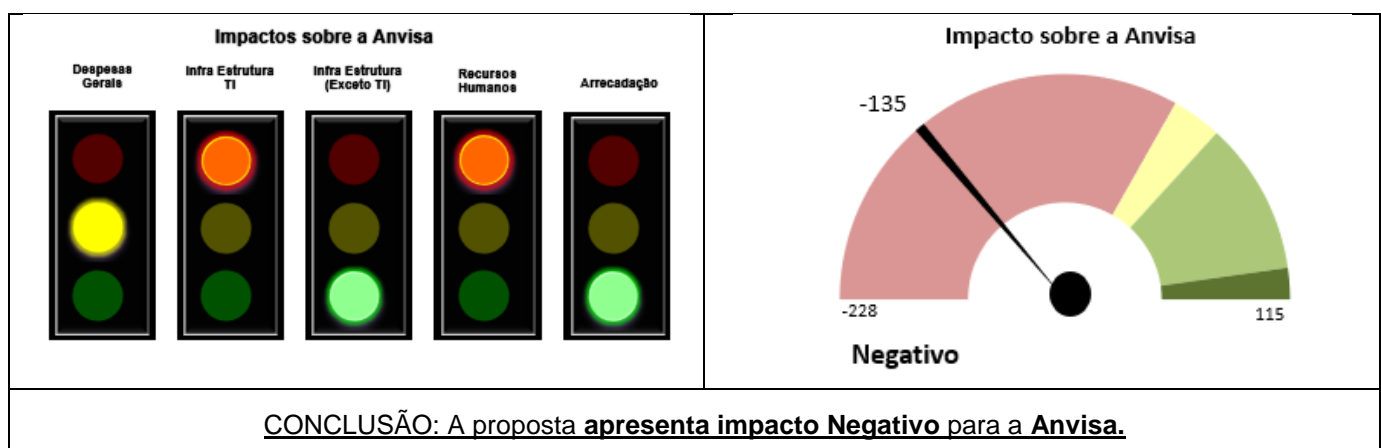 Impactos sobre a Anvisa
Despesas
Gerais
Infra Estrutura
TI
Infra Estrutura
(Exceto TI)
Recursos
Humanos
Arrecadação
Impacto sobre a Anvisa
-135
-228
115
Negativo
CONCLUSÃO: A proposta apresenta impacto Negativo para a Anvisa.